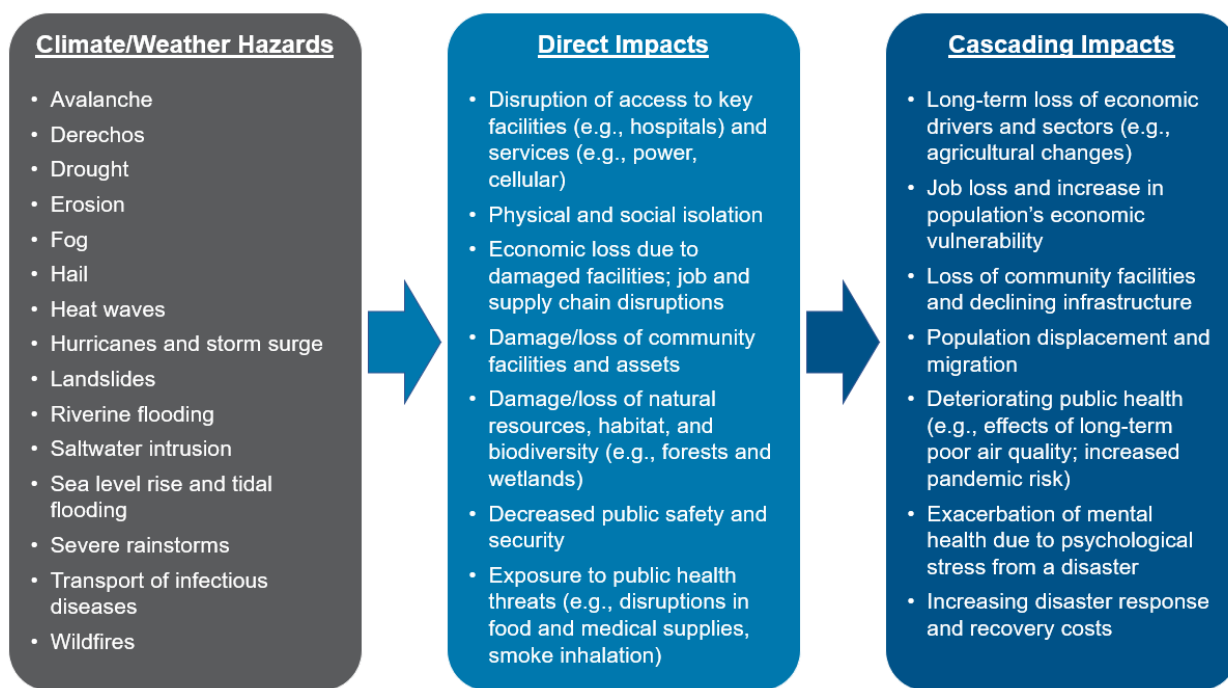 Climate/Weather Hazards
• Avalanche
• Derechos
• Drought
• Erosion
• Fog
• Hail
• Heat waves
• Hurricanes and storm surge
• Landslides
• Riverine flooding
• Saltwater intrusion
• Sea level rise and tidal
flooding
• Severe rainstorms
• Transport of infectious
diseases
• Wildfires
Direct Impacts
• Disruption of access to key
facilities (e.g., hospitals) and
services (e.g., power,
cellular)
• Physical and social isolation
• Economic loss due to
damaged facilities; job and
supply chain disruptions
• Damage/loss of community
facilities and assets
• Damage/loss of natural
resources, habitat, and
biodiversity (e.g., forests and
wetlands)
• Decreased public safety and
security
• Exposure to public health
threats (e.g., disruptions in
food and medical supplies,
smoke inhalation)
Cascading Impacts
• Long-term loss of economic
drivers and sectors (e.g.,
agricultural changes)
• Job loss and increase in
population's economic
vulnerability
• Loss of community facilities
and declining infrastructure
• Population displacement and
migration
• Deteriorating public health
(e.g., effects of long-term
poor air quality; increased
pandemic risk)
• Exacerbation of mental
health due to psychological
stress from a disaster
• Increasing disaster response
and recovery costs